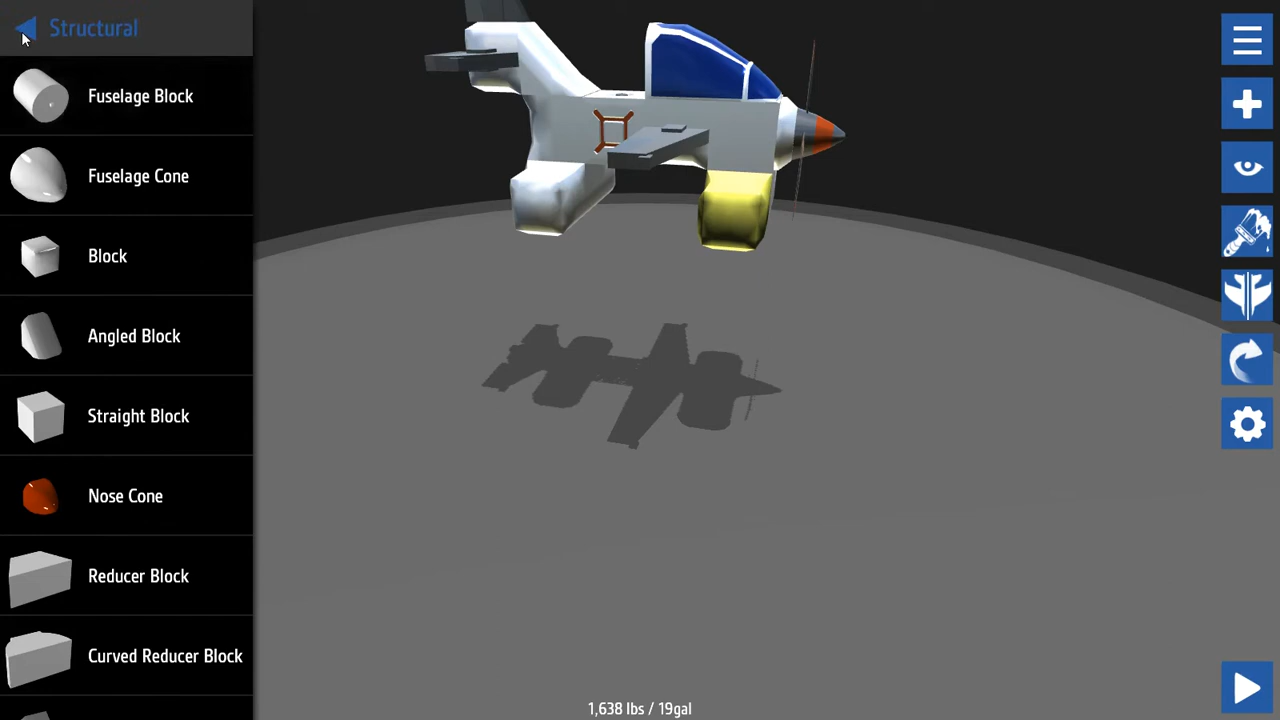 Structural
Fuselage Block
Fuselage Cone
Block
Angled Block
Straight Block
Nose Cone
Reducer Block
Curved Reducer Block
1,638 lbs / 19gal